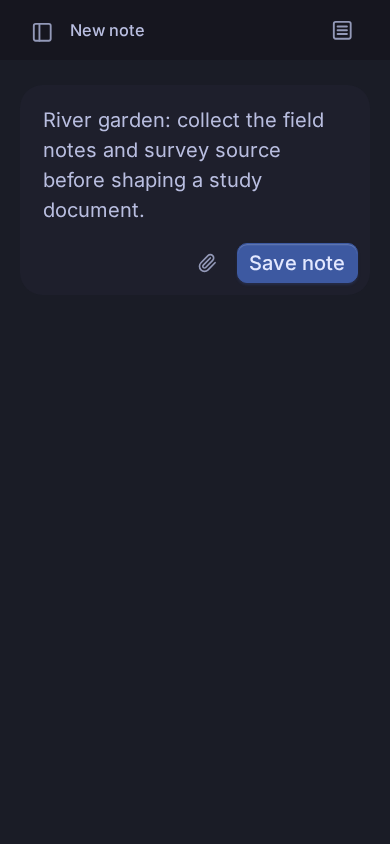 New note
River garden: collect the field
notes and survey source
before shaping a study
document.
Save note